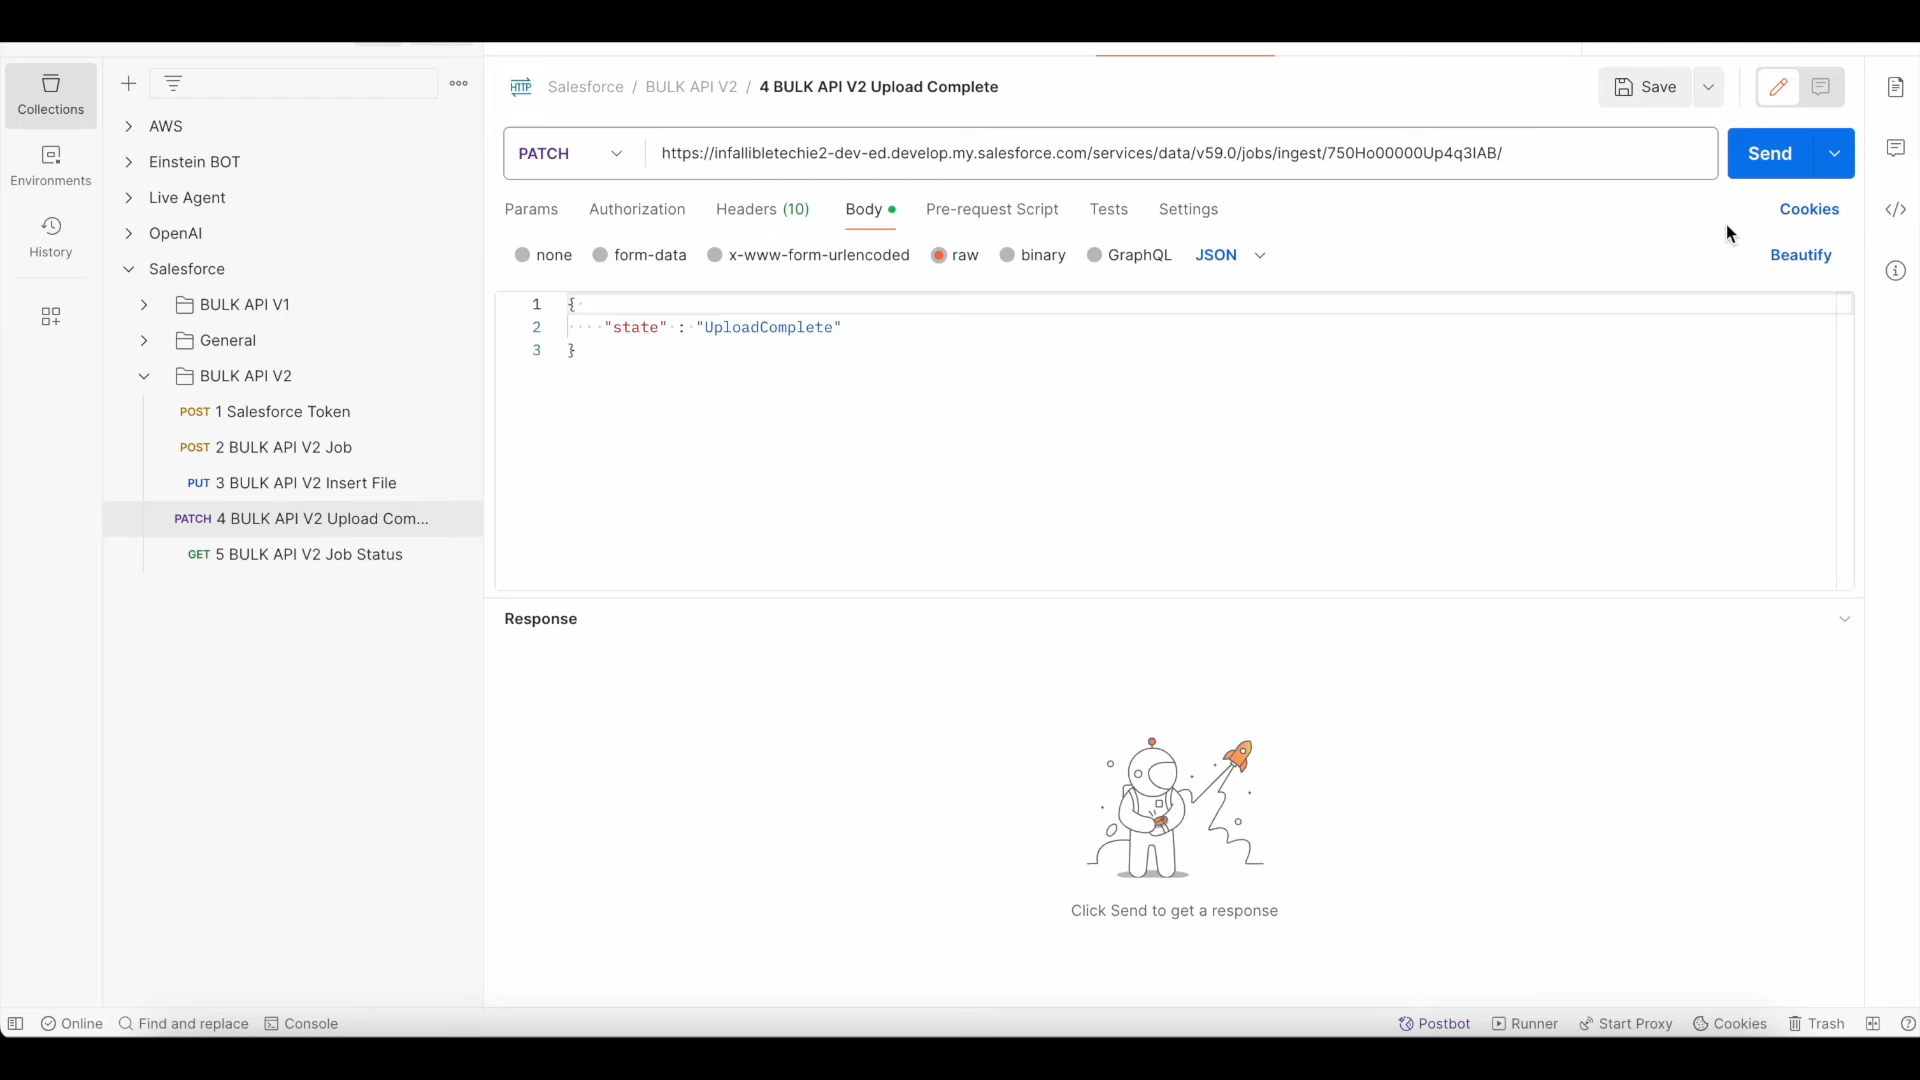 Collections
Environments
History
AWS
Einstein BOT
Live Agent
OpenAI
Salesforce
BULK API V1
General
BULK API V2
POST 1 Salesforce Token
POST 2 BULK API V2 Job
PUT 3 BULK API V2 Insert File
PATCH 4 BULK API V2 Upload Com...
GET 5 BULK API V2 Job Status
HTTP Salesforce / BULK API V2 / 4 BULK API V2 Upload Complete
Save
PATCH https://infallibletechie2-dev-ed.develop.my.salesforce.com/services/data/v59.0/jobs/ingest/750Ho00000Up4q3IAB/
Send
Params Authorization Headers (10) Body Pre-request Script Tests Settings Cookies
none form-data x-www-form-urlencoded raw binary GraphQL JSON Beautify
1 {
2 "state" : "UploadComplete"
3 }
Response
Click Send to get a response
Online Find and replace Console Postbot Runner Start Proxy Cookies Trash